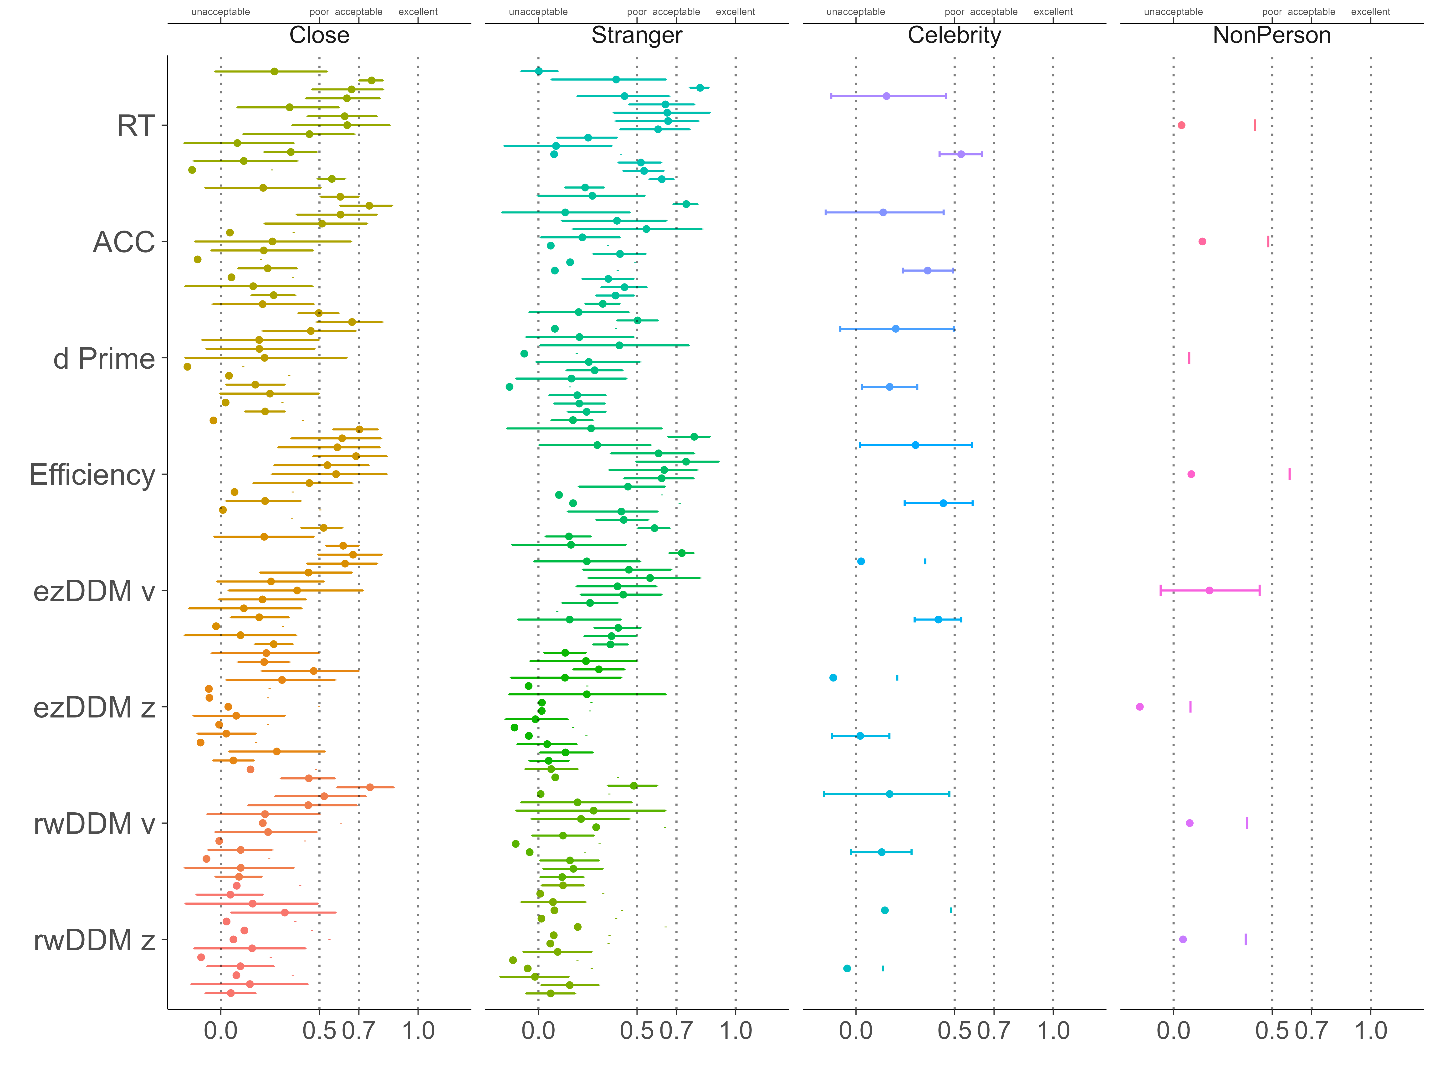 unacceptable poor acceptable excellent unacceptable poor acceptable excellent unacceptable poor acceptable excellent unacceptable poor acceptable excellent
Close Stranger Celebrity NonPerson
RT
ACC
d Prime
Efficiency
ezDDM v
ezDDM z
rwDDM v
rwDDM z
0.0 0.5 0.7 1.0 0.0 0.5 0.7 1.0 0.0 0.5 0.7 1.0 0.0 0.5 0.7 1.0